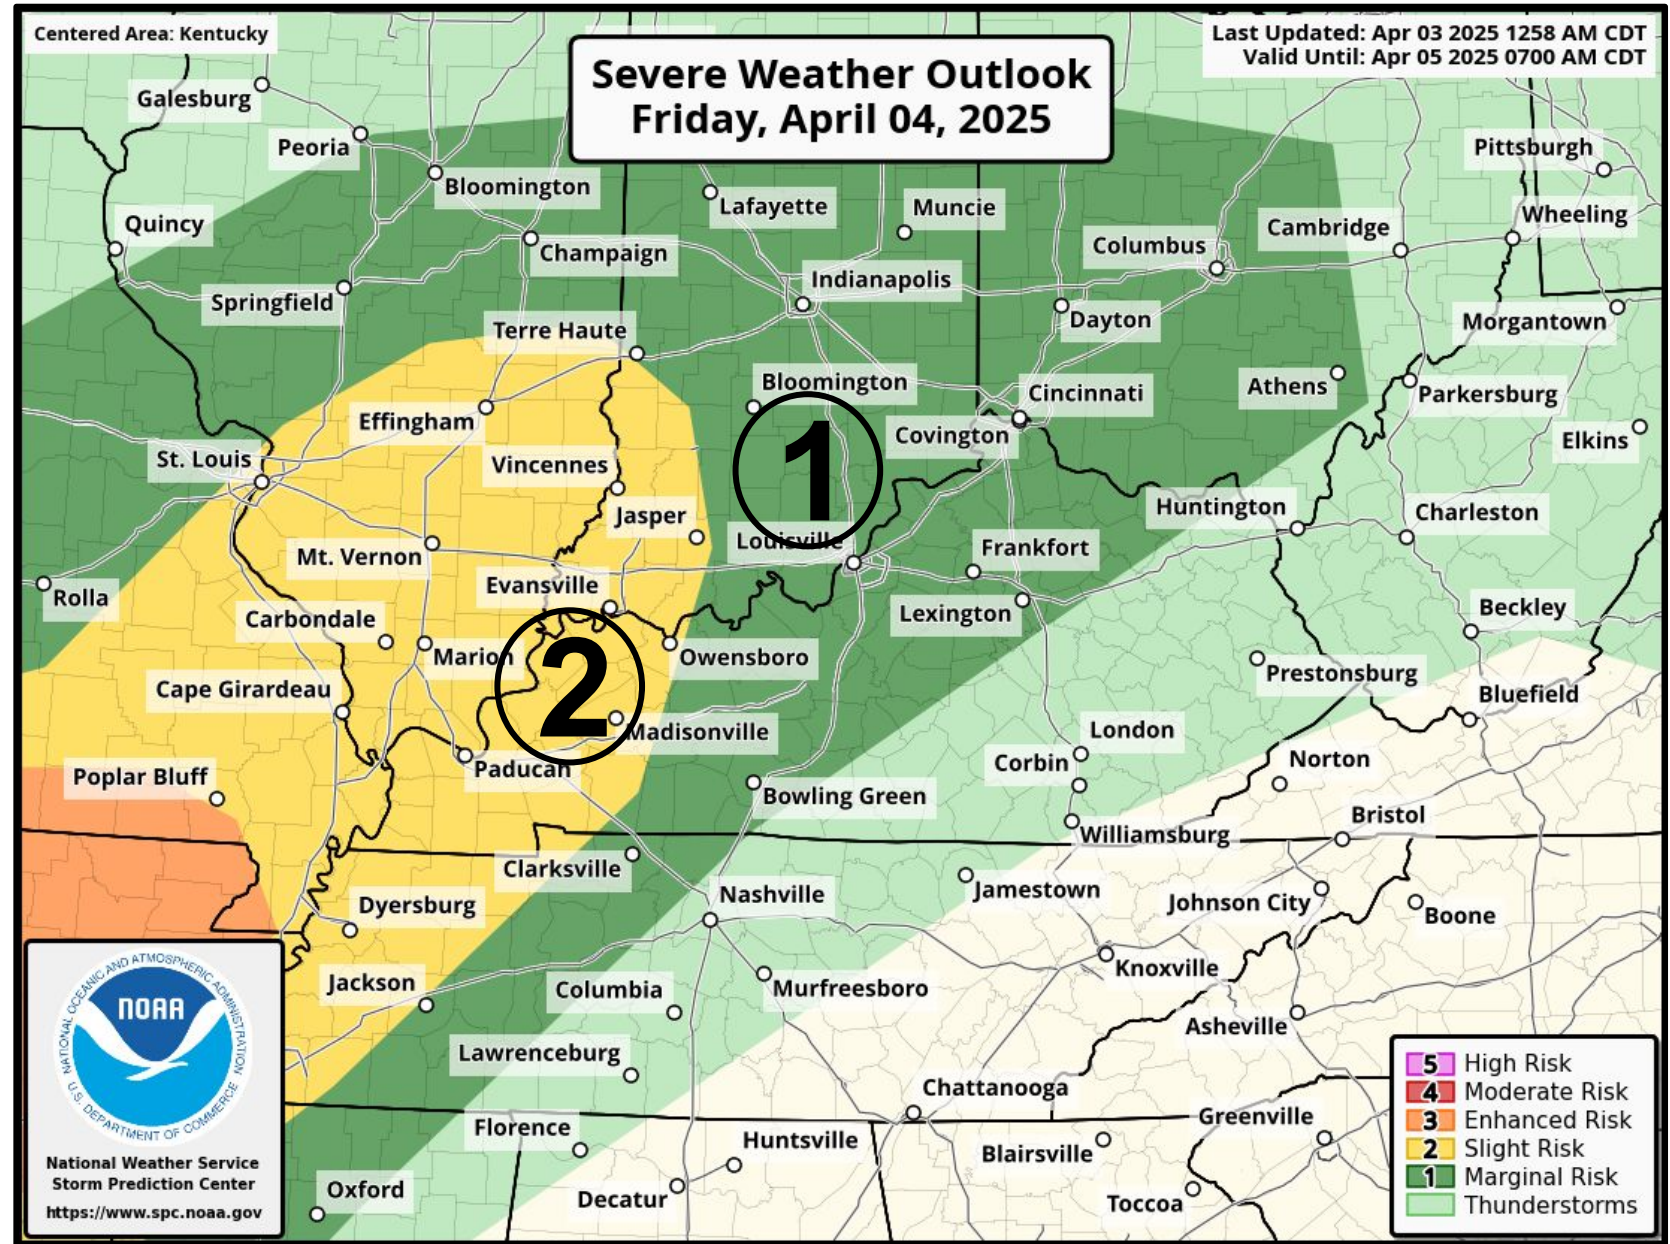 Centered Area: Kentucky
Severe Weather Outlook
Friday, April 04, 2025
Last Updated: Apr 03 2025 1258 AM CDT
Valid Until: Apr 05 2025 0700 AM CDT
Galesburg
Peoria
Pittsburgh
Bloomington
Lafayette
Muncie
Quincy
Wheeling
Columbus
Cambridge
Champaign
Indianapolis
Springfield
Terre Haute
Dayton
Morgantown
Bloomington
Cincinnati
Athens
Parkersburg
Effingham
Covington
Elkins
St. Louis
Vincennes
1
Huntington
Charleston
Jasper
Louisville
Frankfort
Mt. Vernon
Evansville
Rolla
Lexington
Beckley
Carbondale
Marion
2
Owensboro
Prestonsburg
Cape Girardeau
Bluefield
Madisonville
London
Paducah
Corbin
Norton
Poplar Bluff
Bowling Green
Bristol
Williamsburg
Clarksville
Nashville
Jamestown
Johnson City
Dyersburg
Boone
Knoxville
Jackson
Columbia
Murfreesboro
Asheville
Lawrenceburg
Chattanooga
Greenville
Florence
Huntsville
Blairsville
Oxford
Decatur
Toccoa
NATIONAL OCEANIC AND ATMOSPHERIC ADMINISTRATION
NOAA
U.S. DEPARTMENT OF COMMERCE
National Weather Service
Storm Prediction Center
https://www.spc.noaa.gov
5 High Risk
4 Moderate Risk
3 Enhanced Risk
2 Slight Risk
1 Marginal Risk
Thunderstorms